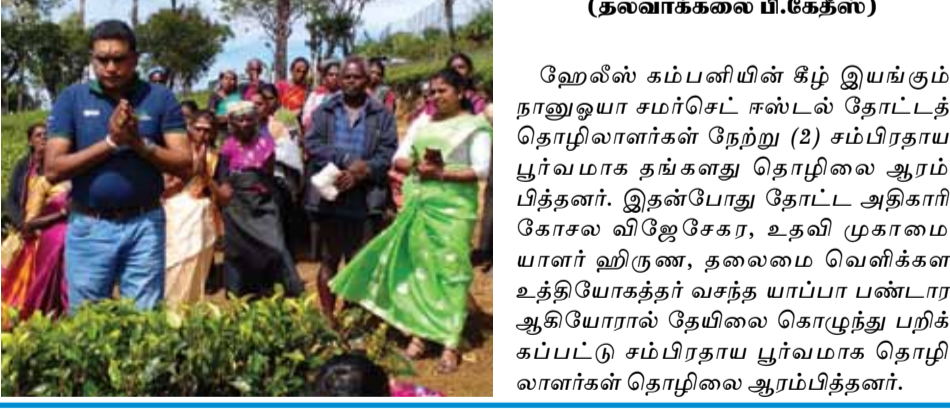 (தலவாக்கலை பி.கேதீஸ்)
ஹேலீஸ் கம்பனியின் கீழ் இயங்கும்
நானுஓயா சமர்செட் ஈஸ்டல் தோட்டத்
தொழிலாளர்கள் நேற்று (2) சம்பிரதாய
பூர்வமாக தங்களது தொழிலை ஆரம்
பித்தனர். இதன்போது தோட்ட அதிகாரி
கோசல விஜேசேகர, உதவி முகாமை
யாளர் ஹிருண, தலைமை வெளிக்கள
உத்தியோகத்தர் வசந்த யாப்பா பண்டார
ஆகியோரால் தேயிலை கொழுந்து பறிக்
கப்பட்டு சம்பிரதாய பூர்வமாக தொழி
லாளர்கள் தொழிலை ஆரம்பித்தனர்.